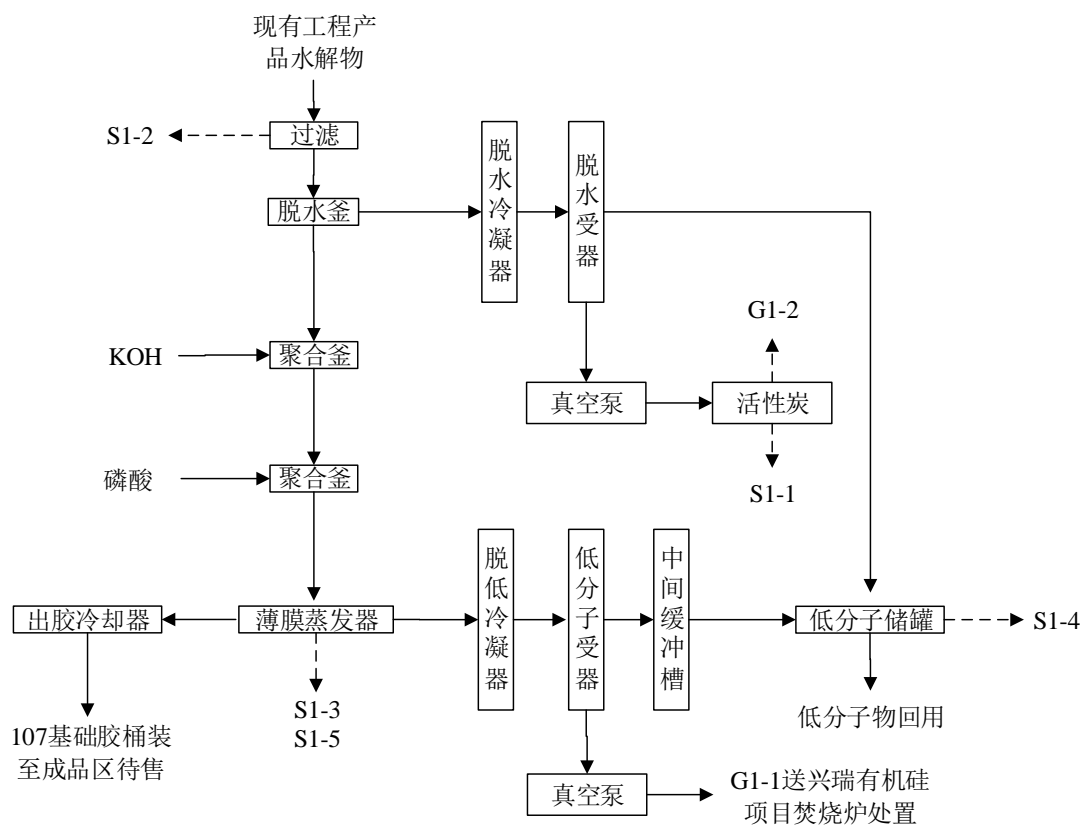 现有工程产
品水解物
S1-2
过滤
脱水冷凝器
脱水受器
脱水釜
G1-2
KOH
聚合釜
真空泵
活性炭
磷酸
聚合釜
S1-1
脱低冷凝器
低分子受器
中间缓冲槽
出胶冷却器
薄膜蒸发器
低分子储罐
S1-4
S1-3
S1-5
低分子物回用
107基础胶桶装
至成品区待售
真空泵
G1-1送兴瑞有机硅
项目焚烧炉处置